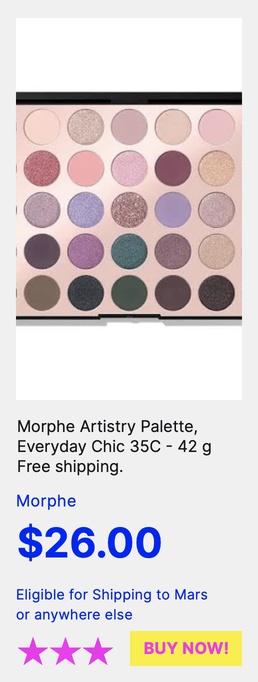 Morphe Artistry Palette,
Everyday Chic 35C - 42 g
Free shipping.
Morphe
$26.00
Eligible for Shipping to Mars
or anywhere else
BUY NOW!